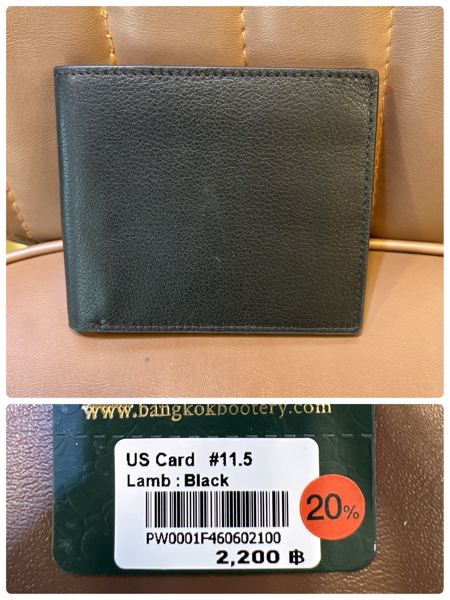 www.bangkokbootery.com
US Card #11.5
Lamb : Black
20%
PW0001F460602100
2,200 ฿